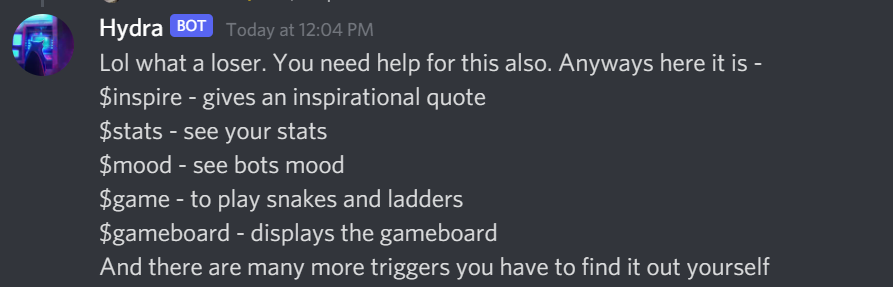 Hydra BOT Today at 12:04 PM
Lol what a loser. You need help for this also. Anyways here it is -
$inspire - gives an inspirational quote
$stats - see your stats
$mood - see bots mood
$game - to play snakes and ladders
$gameboard - displays the gameboard
And there are many more triggers you have to find it out yourself